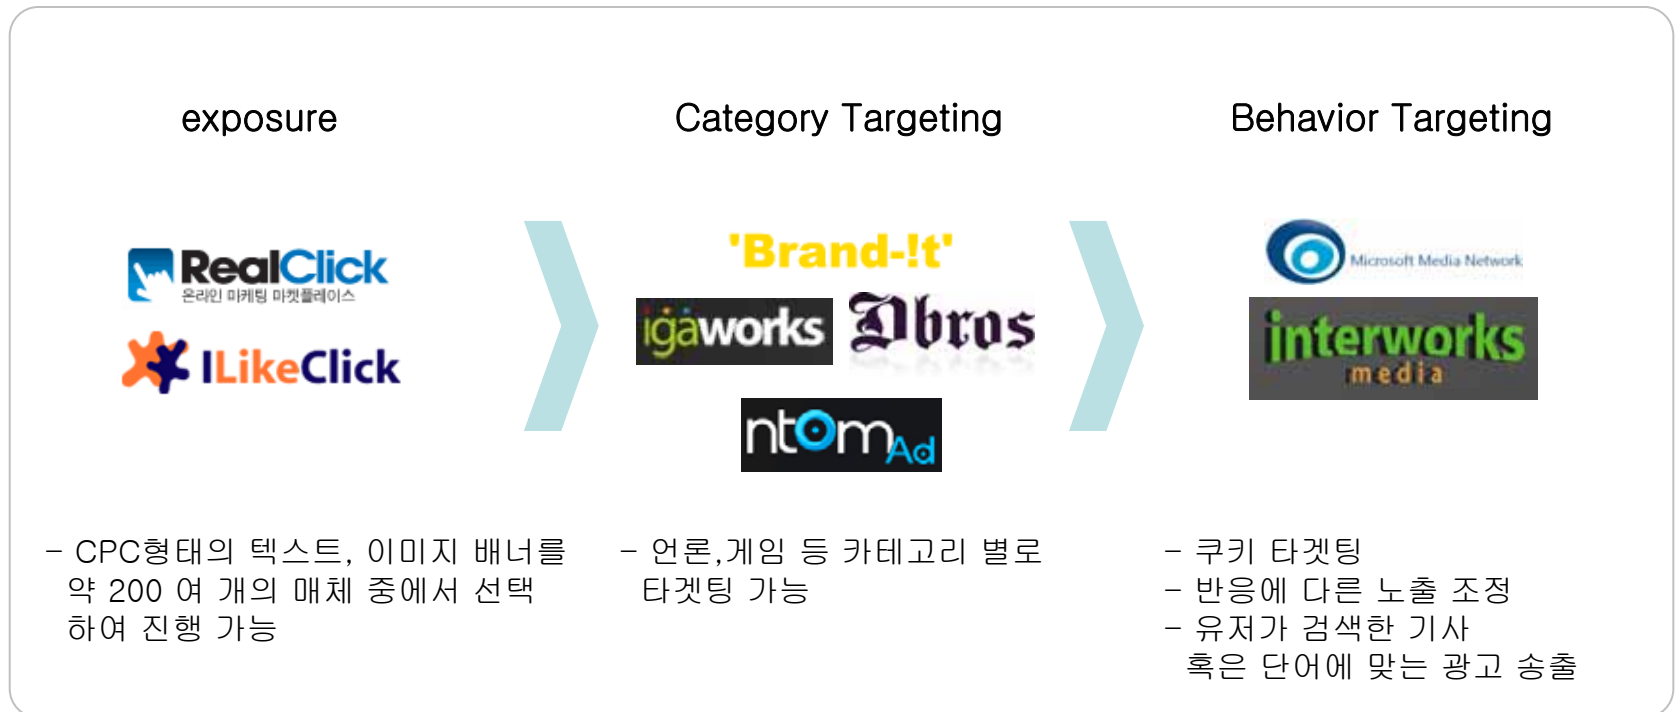 exposure
RealClick
온라인 마케팅 마켓플레이스
ILikeClick
- CPC형태의 텍스트, 이미지 배너를
약 200 여 개의 매체 중에서 선택
하여 진행 가능
Category Targeting
'Brand-!t'
igaworks
Dbros
ntomAd
- 언론,게임 등 카테고리 별로
타겟팅 가능
Behavior Targeting
Microsoft Media Network
interworks
media
- 쿠키 타겟팅
- 반응에 다른 노출 조정
- 유저가 검색한 기사
혹은 단어에 맞는 광고 송출